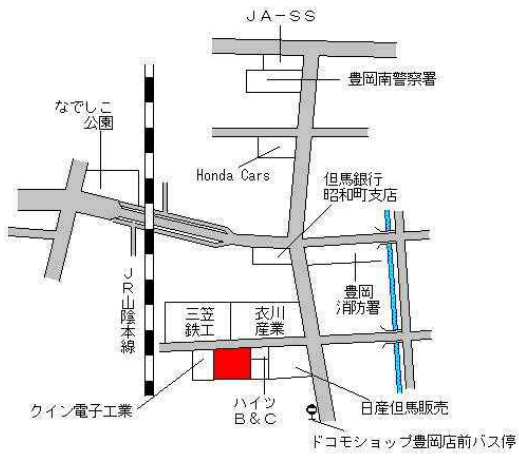 JA-SS
豊岡南警察署
なでしこ
公園
Honda Cars
但馬銀行
昭和町支店
JR山陰本線
豊岡
消防署
三笠
鉄工
衣川
産業
クイン電子工業
ハイツ
B&C
日産但馬販売
ドコモショップ豊岡店前バス停